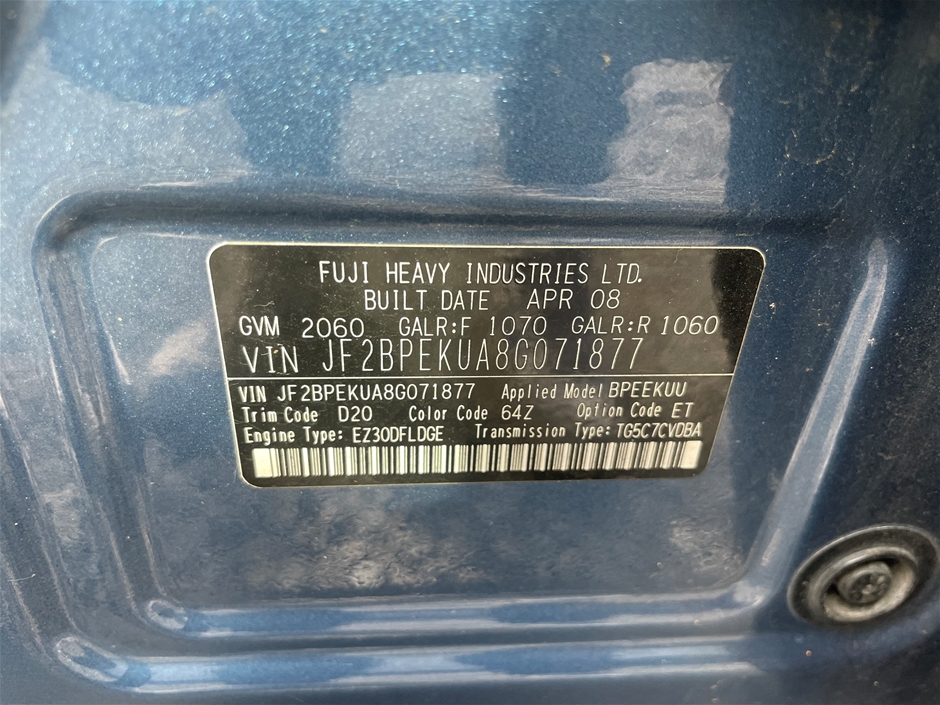 FUJI HEAVY INDUSTRIES LTD.
BUILT DATE APR 08
GVM 2060 GALR:F 1070 GALR:R 1060
VIN JF2BPEKUA8G071877
VIN JF2BPEKUA8G071877 Applied Model BPEEKUU
Trim Code D20 Color Code 64Z Option Code ET
Engine Type: EZ30DFLDGE Transmission Type: TG5C7CVDBA